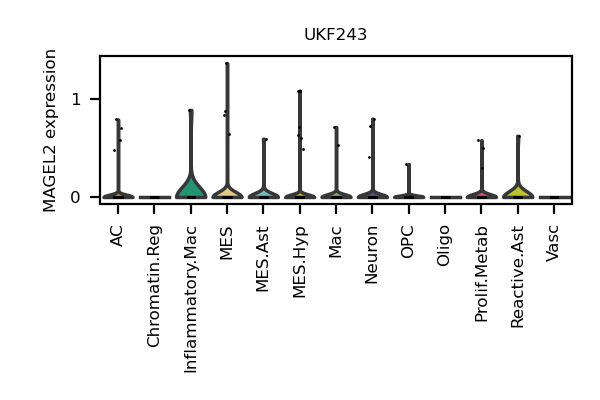 UKF243
MAGEL2 expression
1
0
AC
Chromatin.Reg
Inflammatory.Mac
MES
MES.Ast
MES.Hyp
Mac
Neuron
OPC
Oligo
Prolif.Metab
Reactive.Ast
Vasc